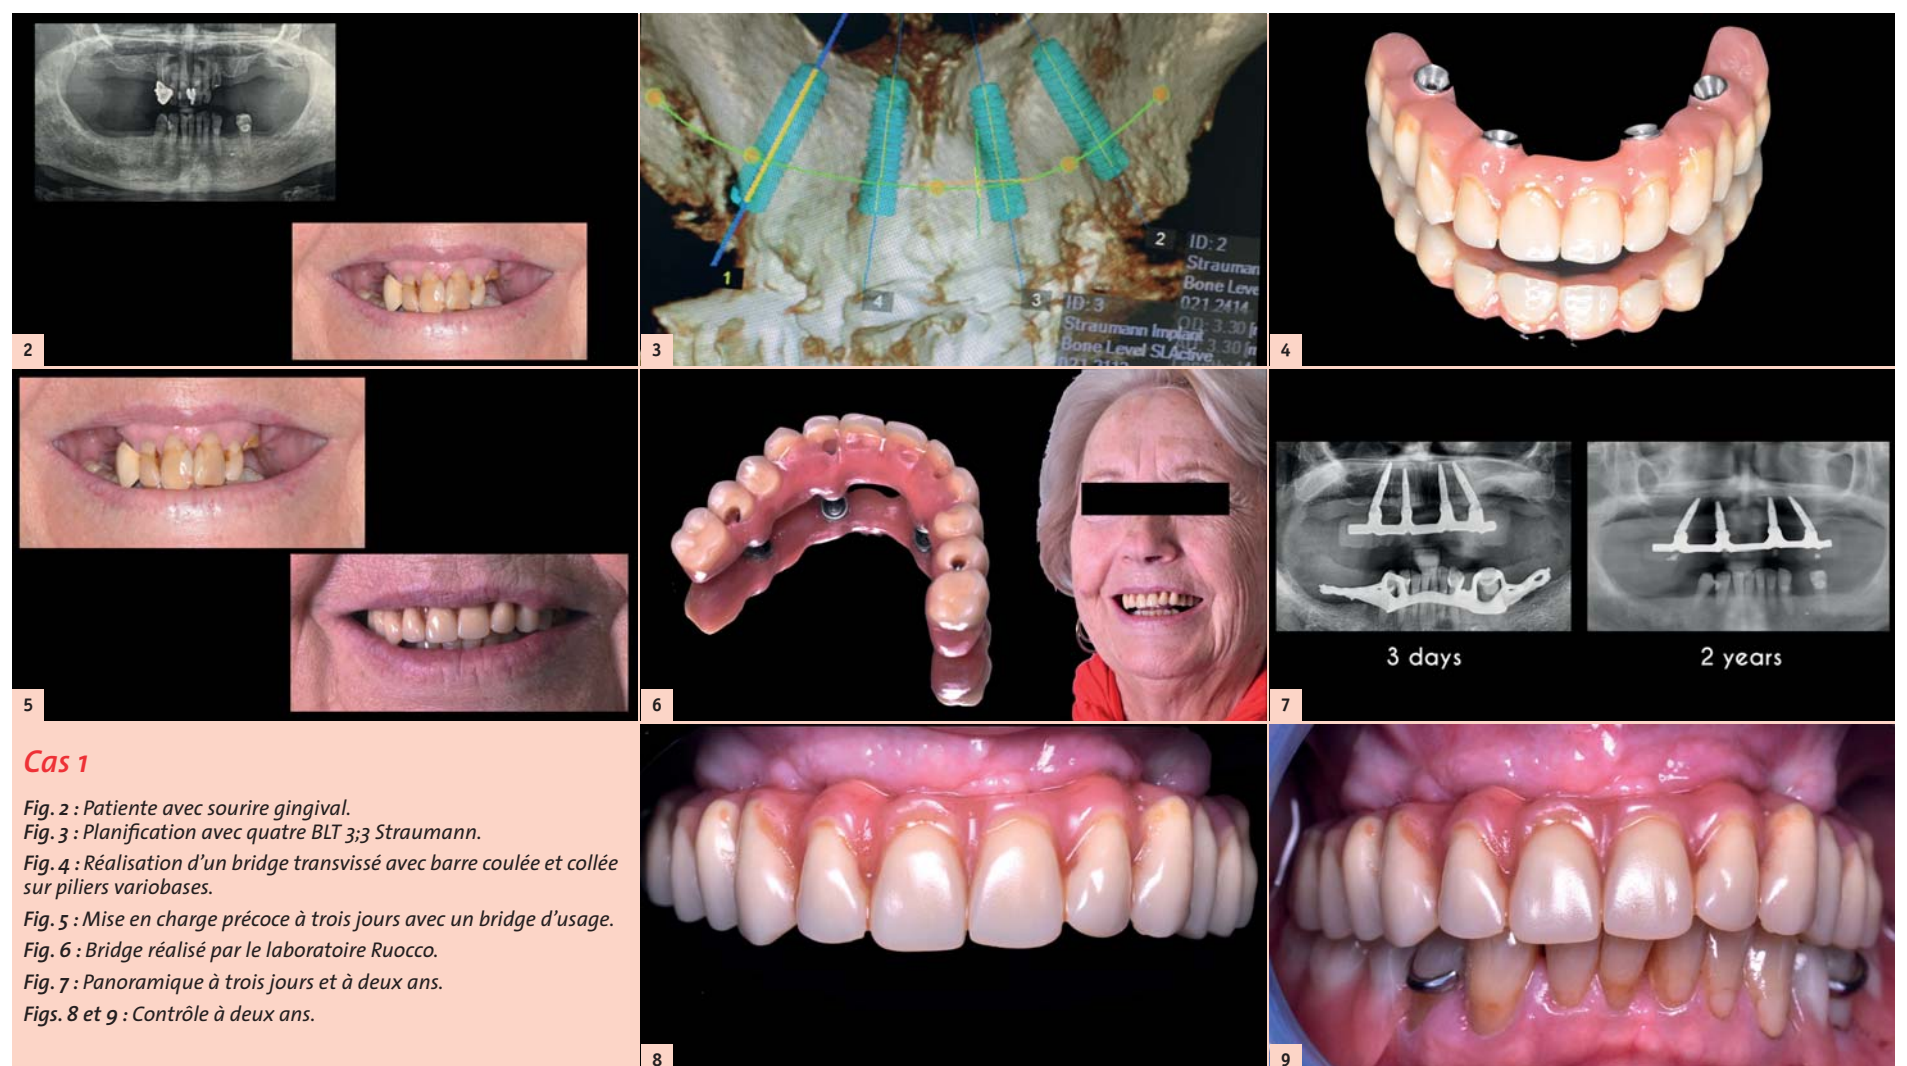 2
1
4
3
2
ID: 2
Bone Leve
021.2414
ID: 3
Straumann Implant
Bone Level SLActive
3
4
5
6
3 days
2 years
7
Cas 1
Fig. 2 : Patiente avec sourire gingival.
Fig. 3 : Planification avec quatre BLT 3;3 Straumann.
Fig. 4 : Réalisation d’un bridge transvissé avec barre coulée et collée
sur piliers variobases.
Fig. 5 : Mise en charge précoce à trois jours avec un bridge d’usage.
Fig. 6 : Bridge réalisé par le laboratoire Ruocco.
Fig. 7 : Panoramique à trois jours et à deux ans.
Figs. 8 et 9 : Contrôle à deux ans.
8
9